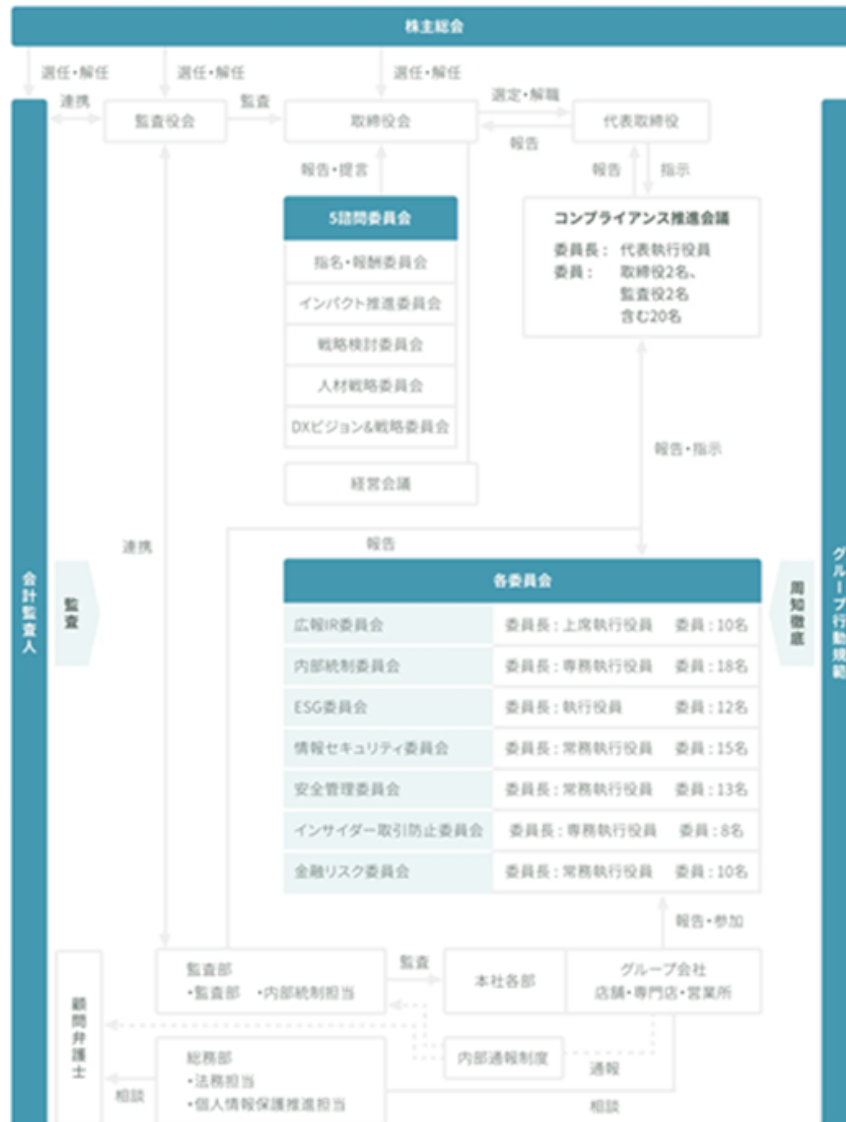 株主総会
選任・解任
選任・解任
選任・解任
連携
監査役会
監査
取締役会
選定・解職
報告
代表取締役
報告・提言
報告
指示
5諮問委員会
指名・報酬委員会
インパクト推進委員会
戦略検討委員会
人材戦略委員会
DXビジョン&戦略委員会
経営会議
コンプライアンス推進会議
委員長： 代表執行役員
委員： 取締役2名、
監査役2名
含む20名
報告・指示
連携
報告
会計監査人
監査
周知徹底
グループ行動規範
各委員会
広報IR委員会 委員長：上席執行役員 委員：10名
内部統制委員会 委員長：専務執行役員 委員：18名
ESG委員会 委員長：執行役員 委員：12名
情報セキュリティ委員会 委員長：常務執行役員 委員：15名
安全管理委員会 委員長：常務執行役員 委員：13名
インサイダー取引防止委員会 委員長：専務執行役員 委員：8名
金融リスク委員会 委員長：常務執行役員 委員：10名
報告・参加
監査部
・監査部 ・内部統制担当
監査
本社各部
グループ会社
店舗・専門店・営業所
顧問弁護士
内部通報制度
通報
総務部
・法務担当
・個人情報保護推進担当
相談
相談